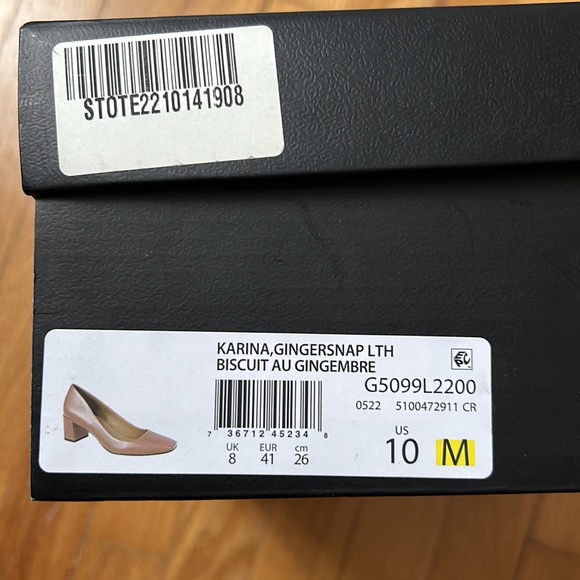 STOTE2210141908
KARINA,GINGERSNAP LTH
BISCUIT AU GINGEMBRE
G5099L2200
0522 5100472911 CR
7 36712 45234 8
UK EUR cm
8 41 26
US
10 M